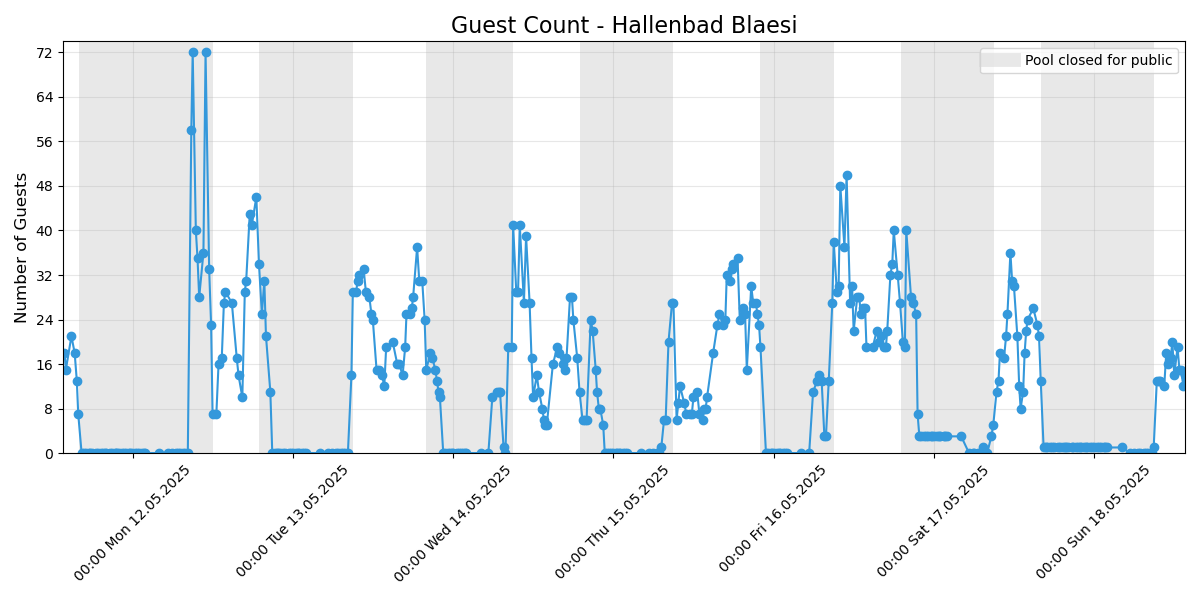 Guest Count - Hallenbad Blaesi
Pool closed for public
Number of Guests
72
64
56
48
40
32
24
16
8
0
00:00 Mon 12.05.2025
00:00 Tue 13.05.2025
00:00 Wed 14.05.2025
00:00 Thu 15.05.2025
00:00 Fri 16.05.2025
00:00 Sat 17.05.2025
00:00 Sun 18.05.2025